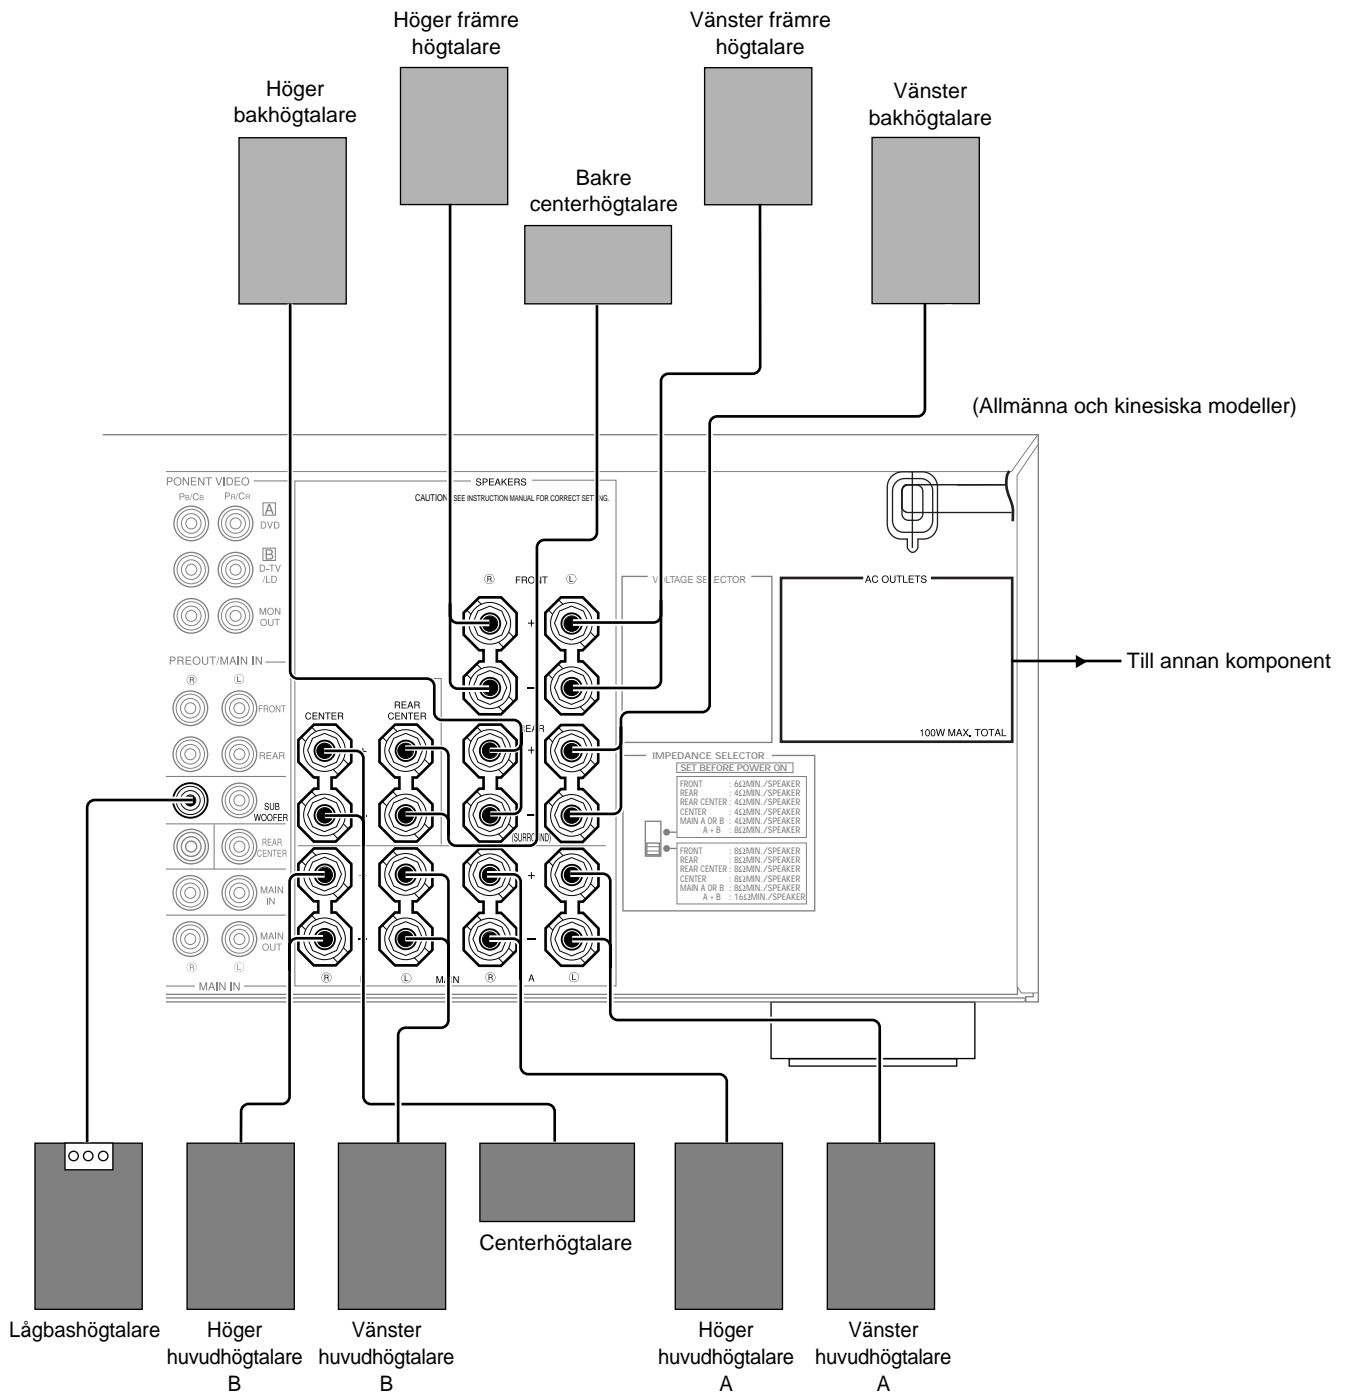 Höger främre
högtalare
Vänster främre
högtalare
Höger
bakhögtalare
Vänster
bakhögtalare
Bakre
centerhögtalare
(Allmänna och kinesiska modeller)
PONENT VIDEO
PB/CB PR/CR
A
DVD
B
D-TV
/LD
MON
OUT
SPEAKERS
CAUTION SEE INSTRUCTION MANUAL FOR CORRECT SETTING.
R FRONT L
+
–
VOLTAGE SELECTOR
AC OUTLETS
100W MAX. TOTAL
Till annan komponent
PREOUT/MAIN IN
R L
FRONT
REAR
SUB
WOOFER
REAR
CENTER
MAIN
IN
MAIN
OUT
R L
MAIN IN
CENTER
REAR
CENTER
REAR
+
–
(SURROUND)
+
–
R L MAIN R A L
IMPEDANCE SELECTOR
SET BEFORE POWER ON
FRONT : 6ΩMIN./SPEAKER
REAR : 4ΩMIN./SPEAKER
REAR CENTER : 4ΩMIN./SPEAKER
CENTER : 4ΩMIN./SPEAKER
MAIN A OR B : 4ΩMIN./SPEAKER
A + B : 8ΩMIN./SPEAKER
FRONT : 8ΩMIN./SPEAKER
REAR : 8ΩMIN./SPEAKER
REAR CENTER : 8ΩMIN./SPEAKER
CENTER : 8ΩMIN./SPEAKER
MAIN A OR B : 8ΩMIN./SPEAKER
A + B : 16ΩMIN./SPEAKER
Lågbashögtalare
Höger
huvudhögtalare
B
Vänster
huvudhögtalare
B
Centerhögtalare
Höger
huvudhögtalare
A
Vänster
huvudhögtalare
A